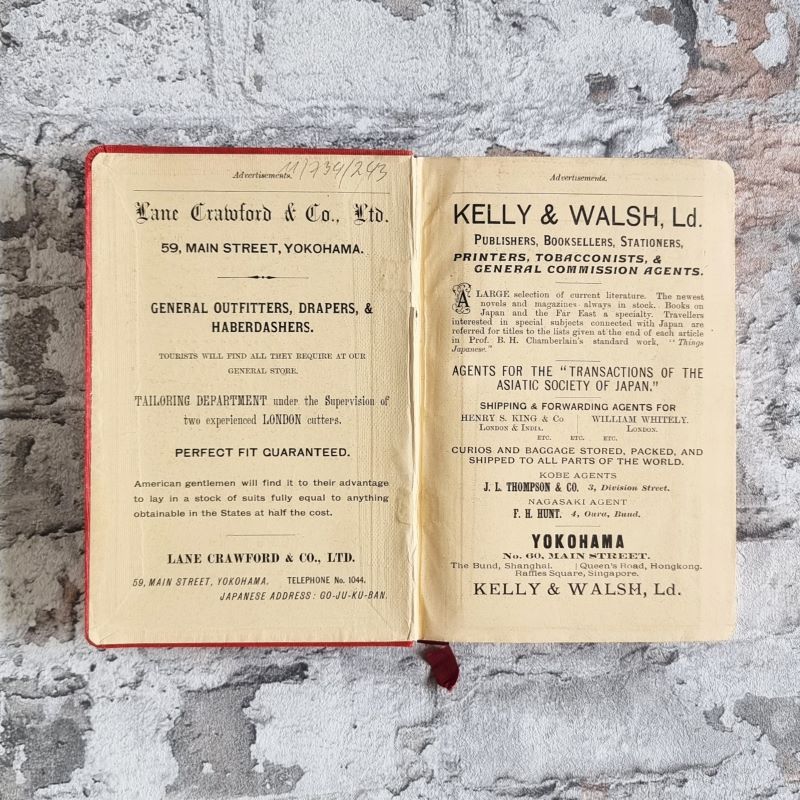 Advertisements. 11/734/243
Lane Crawford & Co., Ltd.
59, MAIN STREET, YOKOHAMA.
GENERAL OUTFITTERS, DRAPERS, &
HABERDASHERS.
TOURISTS WILL FIND ALL THEY REQUIRE AT OUR
GENERAL STORE.
TAILORING DEPARTMENT under the Supervision of
two experienced LONDON cutters.
PERFECT FIT GUARANTEED.
American gentlemen will find it to their advantage
to lay in a stock of suits fully equal to anything
obtainable in the States at half the cost.
LANE CRAWFORD & CO., LTD.
59, MAIN STREET, YOKOHAMA. TELEPHONE No. 1044.
JAPANESE ADDRESS: GO-JU-KU-BAN.
Advertisements.
KELLY & WALSH, Ld.
PUBLISHERS, BOOKSELLERS, STATIONERS,
PRINTERS, TOBACCONISTS, &
GENERAL COMMISSION AGENTS.
A LARGE selection of current literature. The newest
novels and magazines always in stock. Books on
Japan and the Far East a specialty. Travellers
interested in special subjects connected with Japan are
referred for titles to the lists given at the end of each article
in Prof. B. H. Chamberlain's standard work, "Things
Japanese."
AGENTS FOR THE "TRANSACTIONS OF THE
ASIATIC SOCIETY OF JAPAN."
SHIPPING & FORWARDING AGENTS FOR
HENRY S. KING & Co | WILLIAM WHITELY.
LONDON & INDIA. | LONDON.
ETC. ETC. ETC.
CURIOS AND BAGGAGE STORED, PACKED, AND
SHIPPED TO ALL PARTS OF THE WORLD.
KOBE AGENTS
J. L. THOMPSON & CO. 3, Division Street.
NAGASAKI AGENT
F. H. HUNT. 4, Oura, Bund.
YOKOHAMA
No. 60, MAIN STREET.
The Bund, Shanghai. | Queen's Road, Hongkong.
Raffles Square, Singapore.
KELLY & WALSH, Ld.